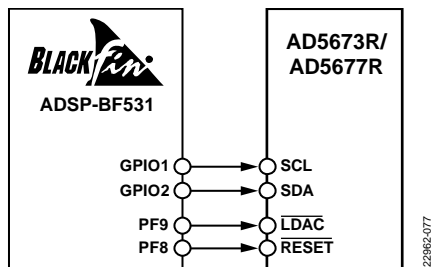 BLACKfin
ADSP-BF531
AD5673R/
AD5677R
GPIO1 SCL
GPIO2 SDA
PF9 LDAC
PF8 RESET
22962-077